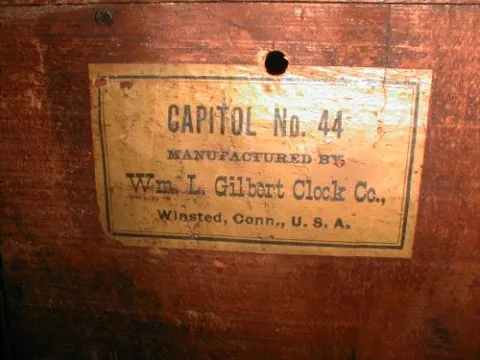 CAPITOL No. 44
MANUFACTURED BY
Wm. L. Gilbert Clock Co.,
Winsted, Conn., U. S. A.